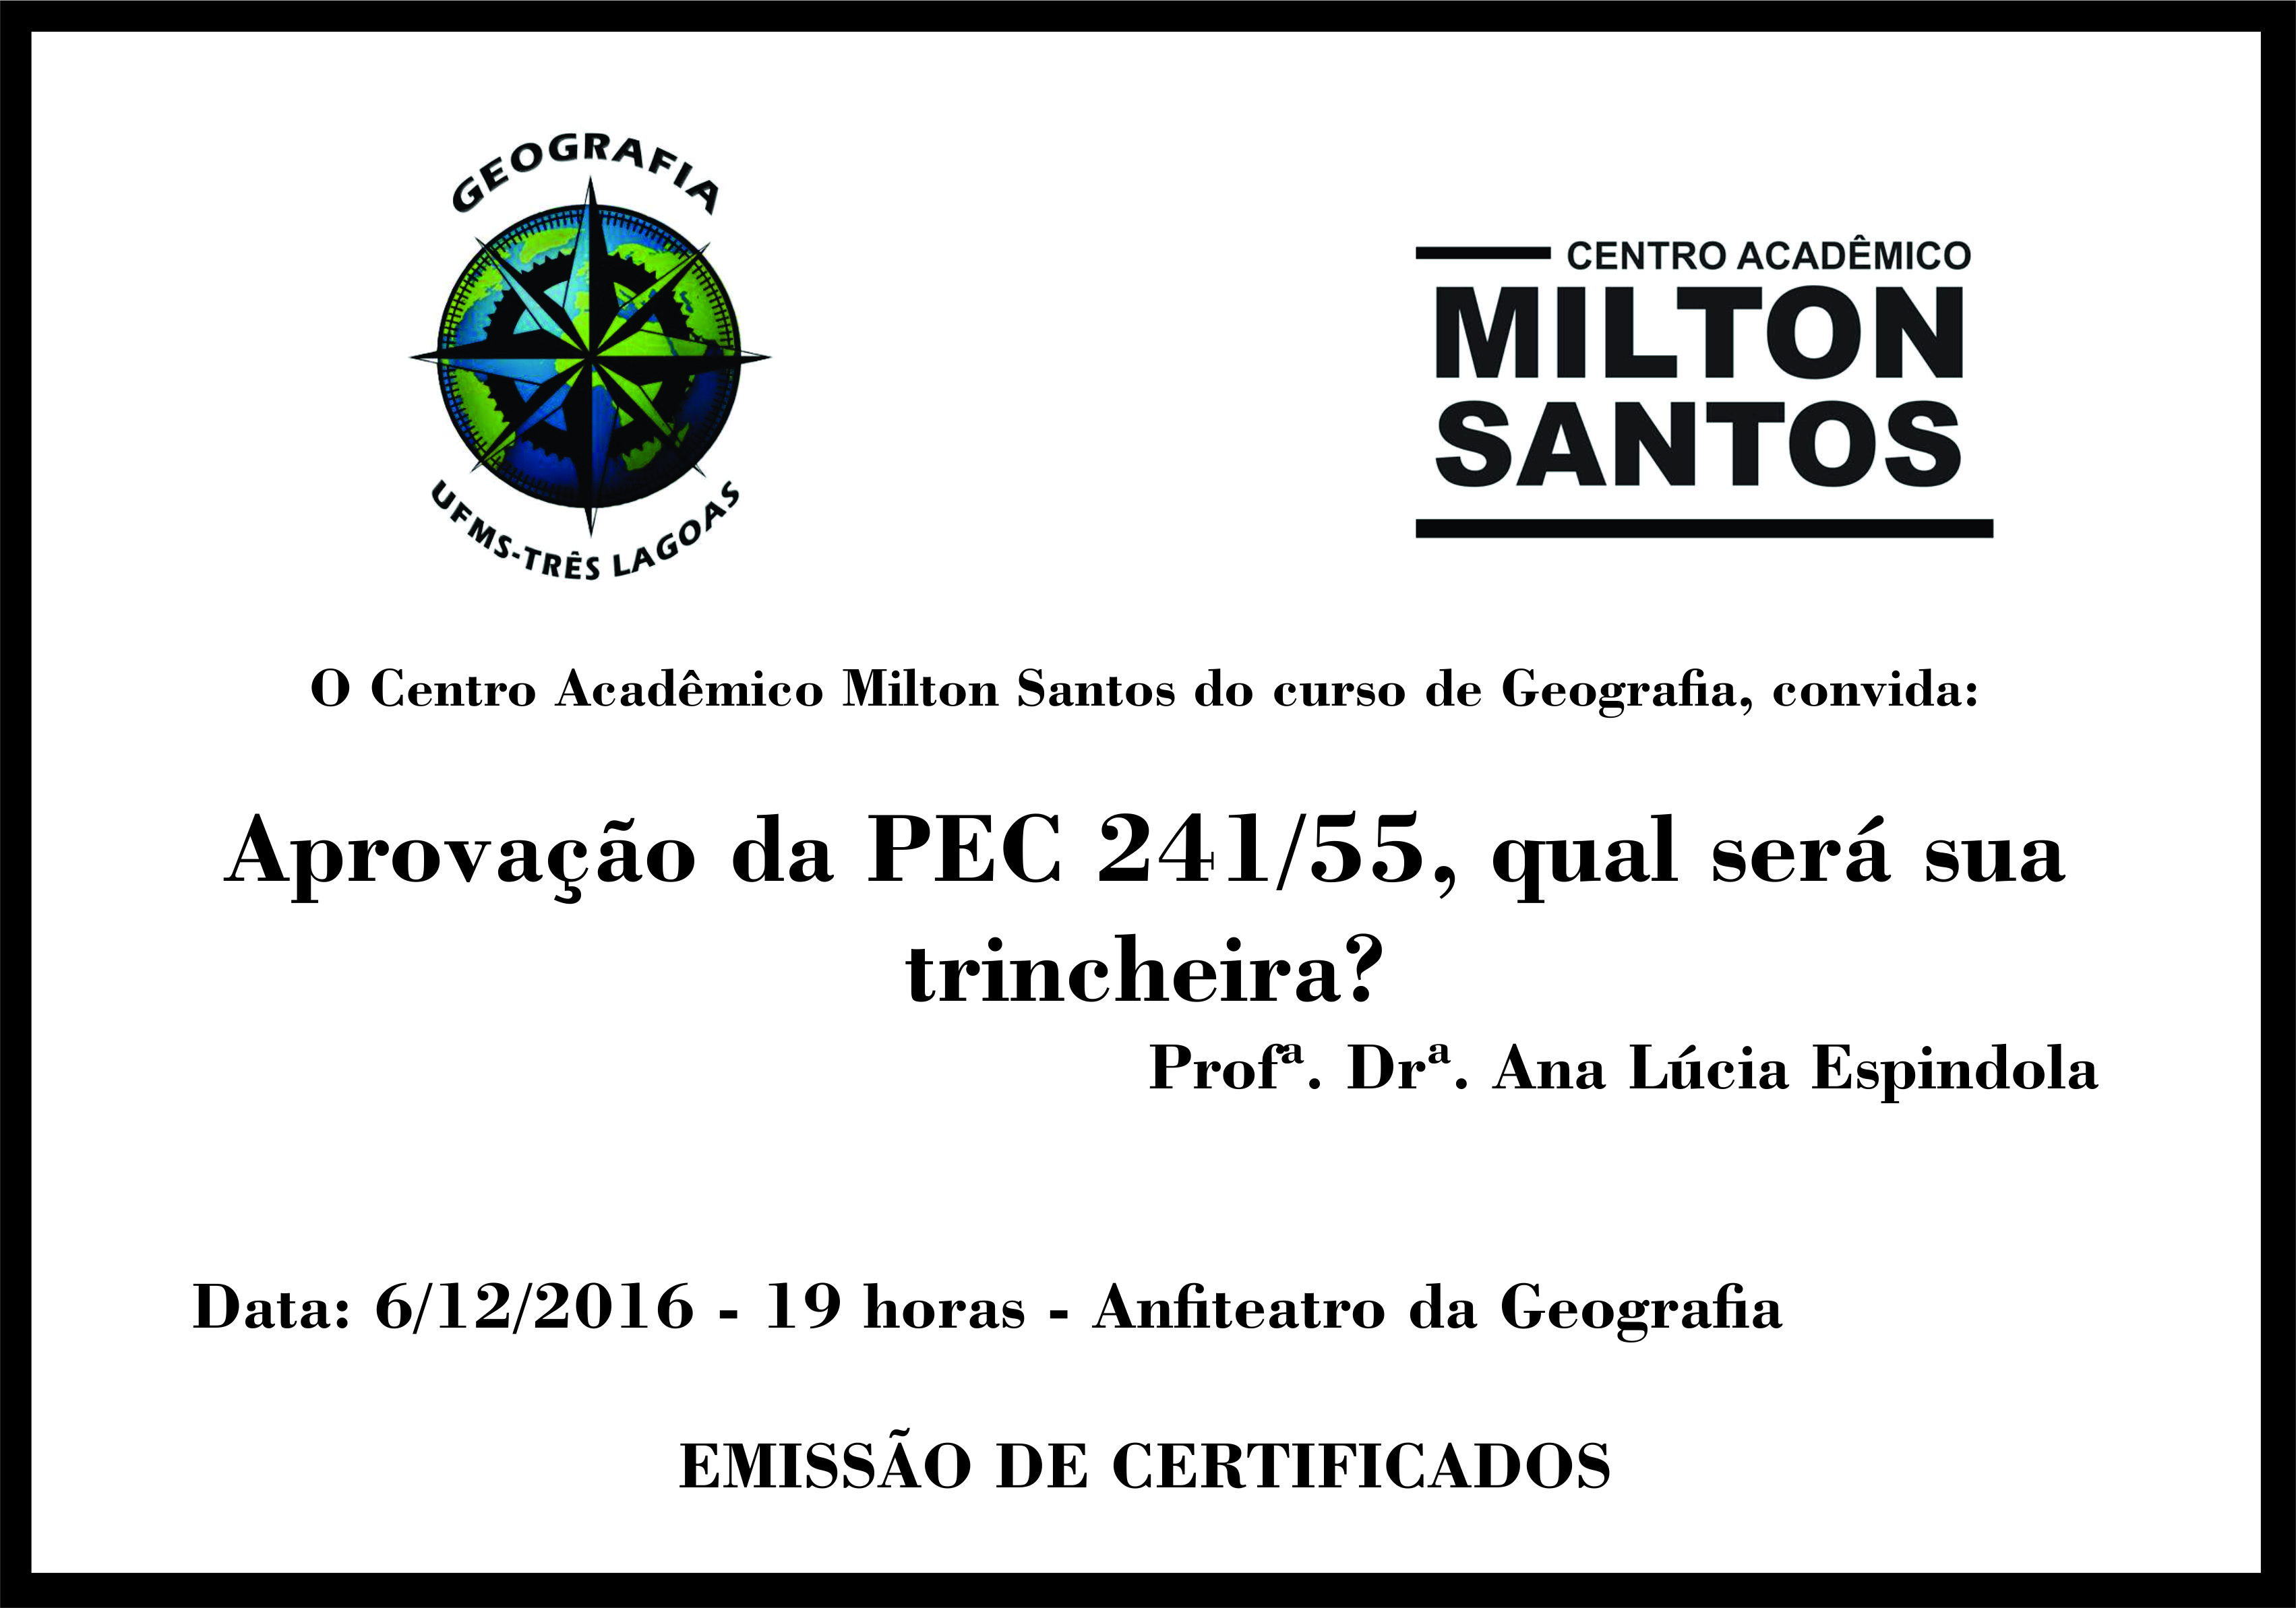 GEOGRAFIA
UFMS-TRÊS LAGOAS
CENTRO ACADÊMICO
MILTON
SANTOS
O Centro Acadêmico Milton Santos do curso de Geografia, convida:
Aprovação da PEC 241/55, qual será sua
trincheira?
Profª. Drª. Ana Lúcia Espindola
Data: 6/12/2016 - 19 horas - Anfiteatro da Geografia
EMISSÃO DE CERTIFICADOS